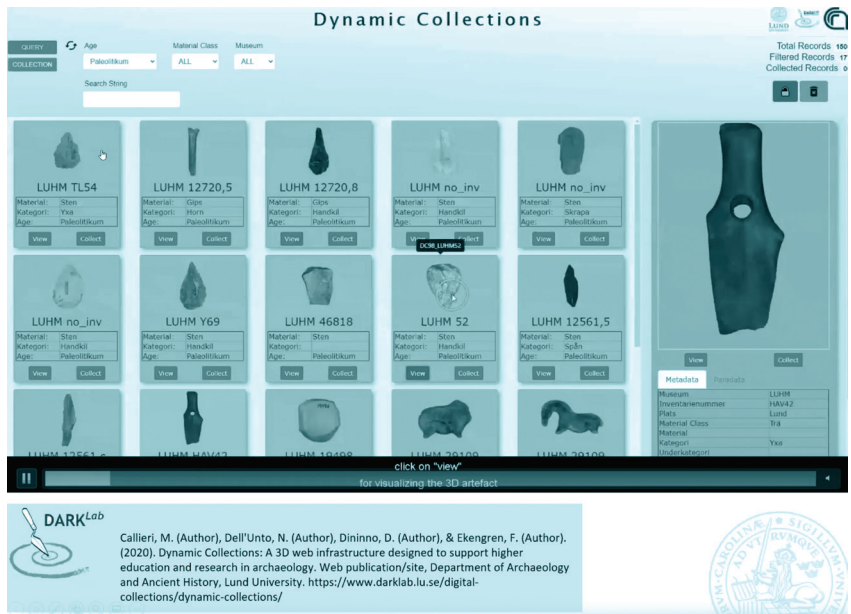 Dynamic Collections
LUND
QUERY
COLLECTION
Age
Material Class
Museum
Paleolitikum
ALL
ALL
Search String
Total Records
Filtered Records
Collected Records
LUHM TL54
Material: Sten
Kategori: Yxa
Age: Paleolitikum
View Collect
LUHM 12720,5
Material: Gips
Kategori: Horn
Age: Paleolitikum
View Collect
LUHM 12720,8
Material: Gips
Kategori: Handkil
Age: Paleolitikum
View Collect
LUHM no_inv
Material: Sten
Kategori: Handkil
Age: Paleolitikum
View Collect
LUHM no_inv
Material: Sten
Kategori: Skrapa
Age: Paleolitikum
View Collect
DC98_LUHM52
LUHM no_inv
Material: Sten
Kategori: Handkil
Age: Paleolitikum
View Collect
LUHM Y69
Material: Sten
Kategori: Handkil
Age: Paleolitikum
View Collect
LUHM 46818
Material: Sten
Kategori:
Age: Paleolitikum
View Collect
LUHM 52
Material: Sten
Kategori: Handkil
Age: Paleolitikum
View Collect
LUHM 12561,5
Material: Sten
Kategori: Spån
Age: Paleolitikum
View Collect
LUHM HAV42
LUHM 19498
LUHM 29109
LUHM 29109
View Collect
Metadata Paradata
Museum LUHM
Inventarienummer HAV42
Plats Lund
Material Class Trä
Material
Kategori Yxa
Underkategori
click on "view"
for visualizing the 3D artefact
DARKLab
Callieri, M. (Author), Dell'Unto, N. (Author), Dininno, D. (Author), & Ekengren, F. (Author).
(2020). Dynamic Collections: A 3D web infrastructure designed to support higher
education and research in archaeology. Web publication/site, Department of Archaeology
and Ancient History, Lund University. https://www.darklab.lu.se/digital-
collections/dynamic-collections/